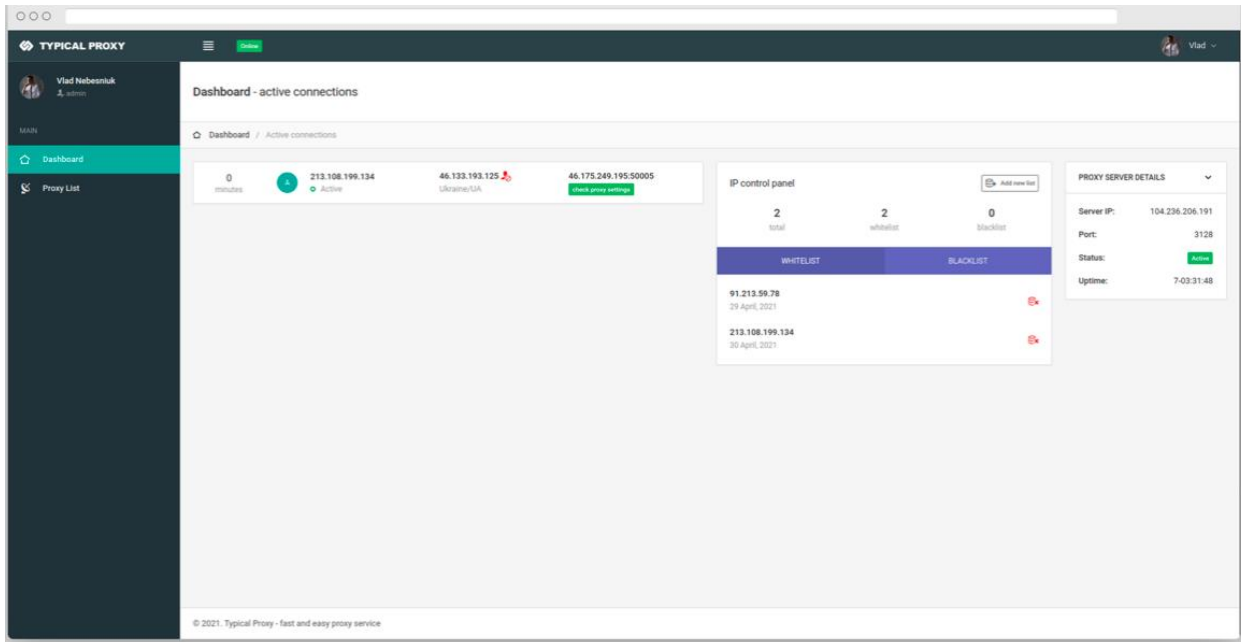 TYPICAL PROXY
Online
Vlad
Vlad Nebesniuk
admin
MAIN
Dashboard
Proxy List
Dashboard - active connections
Dashboard / Active connections
0
minutes
A
213.108.199.134
Active
46.133.193.125
Ukraine/UA
46.175.249.195:50005
check proxy settings
IP control panel
Add new list
2
total
2
whitelist
0
blacklist
WHITELIST
BLACKLIST
91.213.59.78
29 April, 2021
213.108.199.134
30 April, 2021
PROXY SERVER DETAILS
Server IP: 104.236.206.191
Port: 3128
Status: Active
Uptime: 7-03:31:48
© 2021. Typical Proxy - fast and easy proxy service